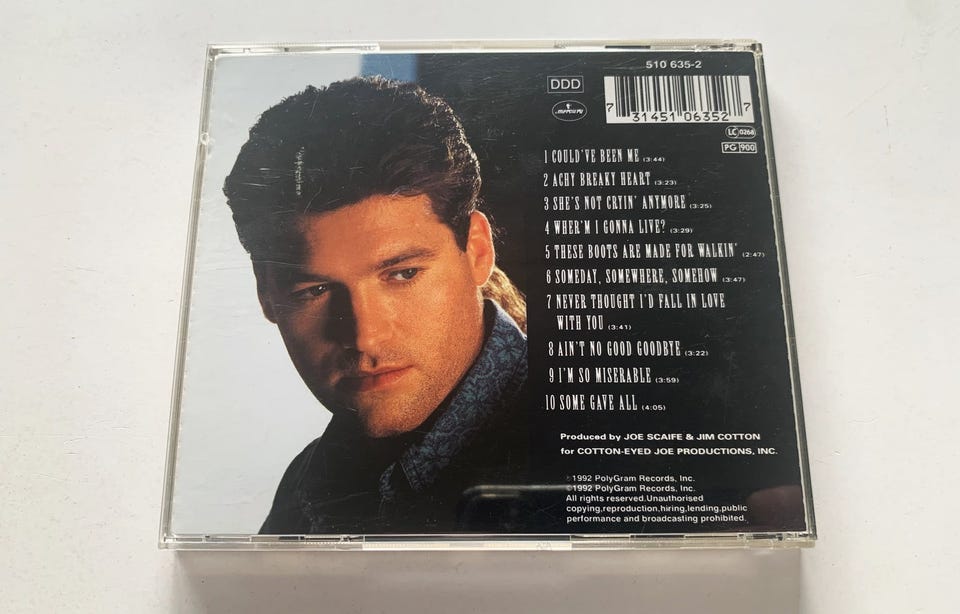 510 635-2
DDD
mercury
7 31451 06352 7
LC 0268
PG 900
1 COULD'VE BEEN ME (3:44)
2 ACHY BREAKY HEART (3:23)
3 SHE'S NOT CRYIN' ANYMORE (3:25)
4 WHER'M I GONNA LIVE? (3:29)
5 THESE BOOTS ARE MADE FOR WALKIN' (2:47)
6 SOMEDAY, SOMEWHERE, SOMEHOW (3:47)
7 NEVER THOUGHT I'D FALL IN LOVE
WITH YOU (3:41)
8 AIN'T NO GOOD GOODBYE (3:22)
9 I'M SO MISERABLE (3:59)
10 SOME GAVE ALL (4:05)
Produced by JOE SCAIFE & JIM COTTON
for COTTON-EYED JOE PRODUCTIONS, INC.
℗1992 PolyGram Records, Inc.
©1992 PolyGram Records, Inc.
All rights reserved.Unauthorised
copying,reproduction,hiring,lending,public
performance and broadcasting prohibited.